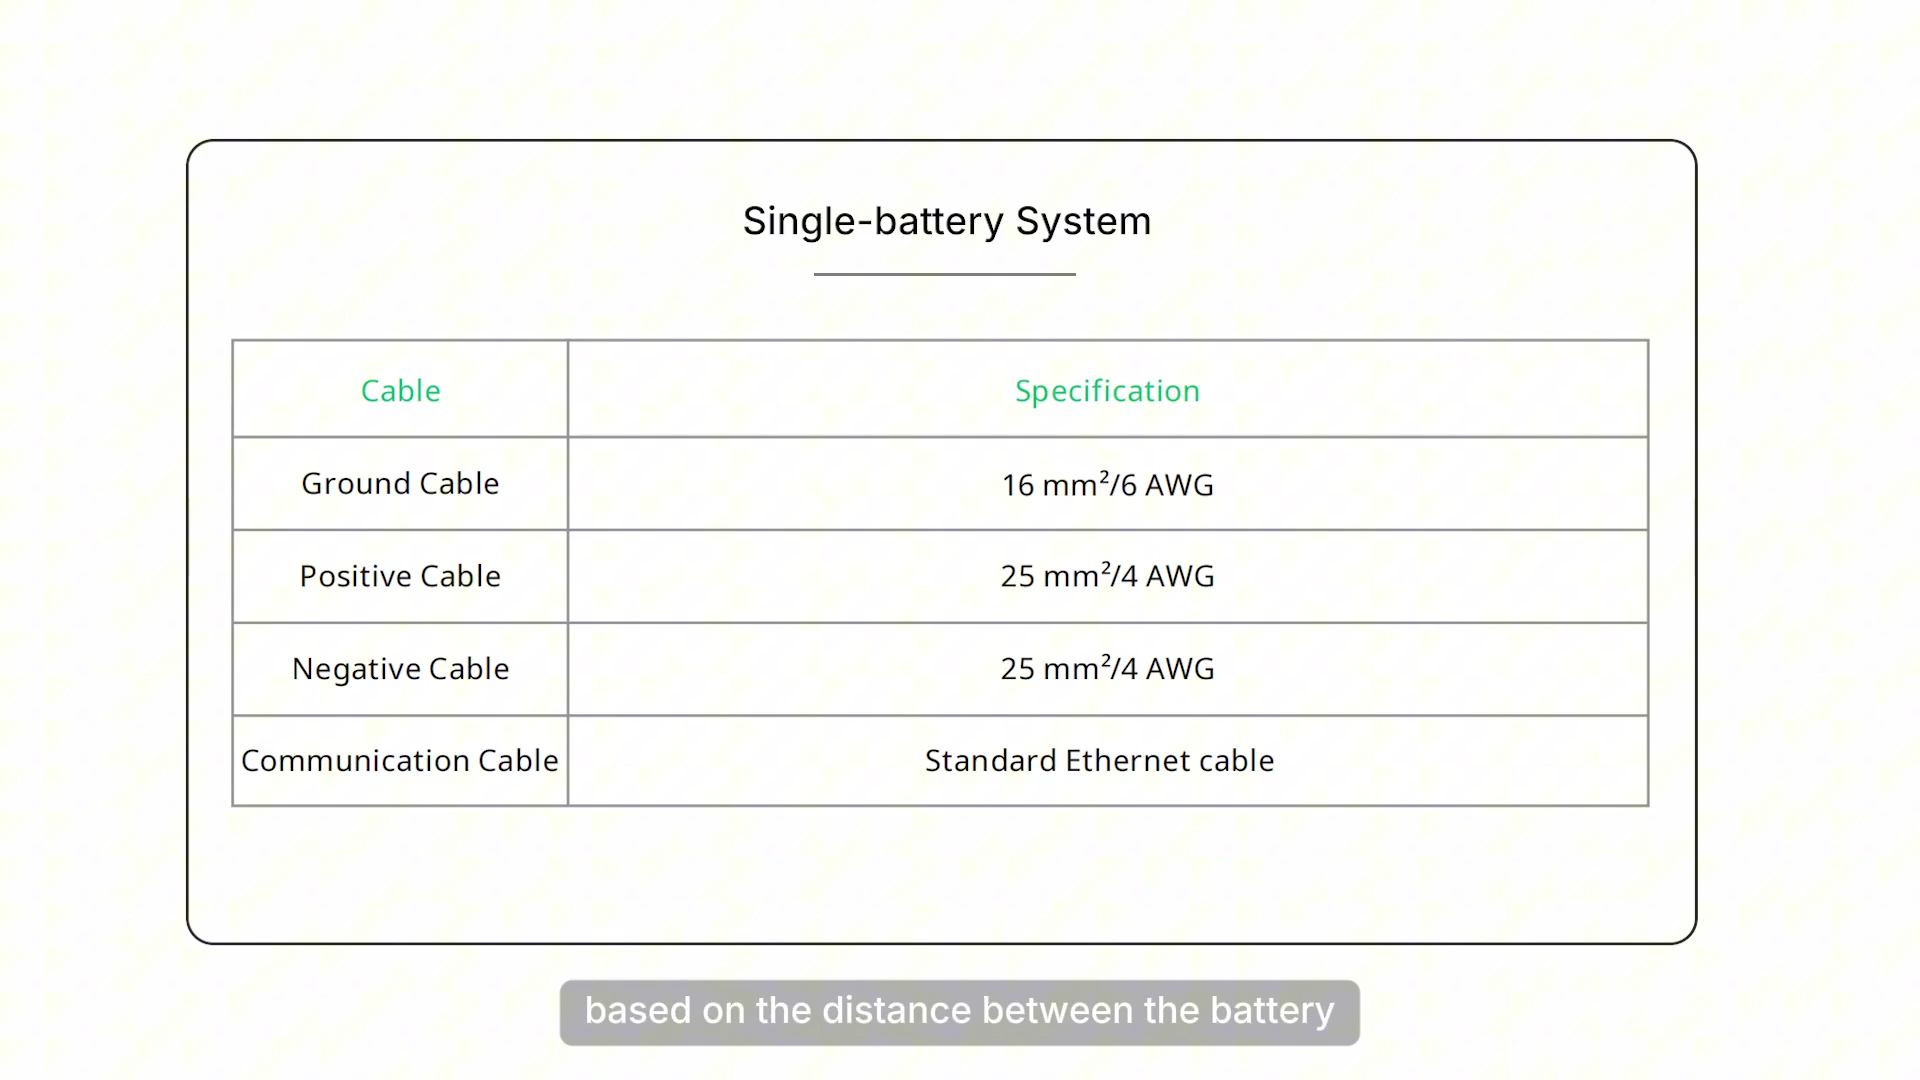 Single-battery System
Cable Specification
Ground Cable 16 mm²/6 AWG
Positive Cable 25 mm²/4 AWG
Negative Cable 25 mm²/4 AWG
Communication Cable Standard Ethernet cable
based on the distance between the battery